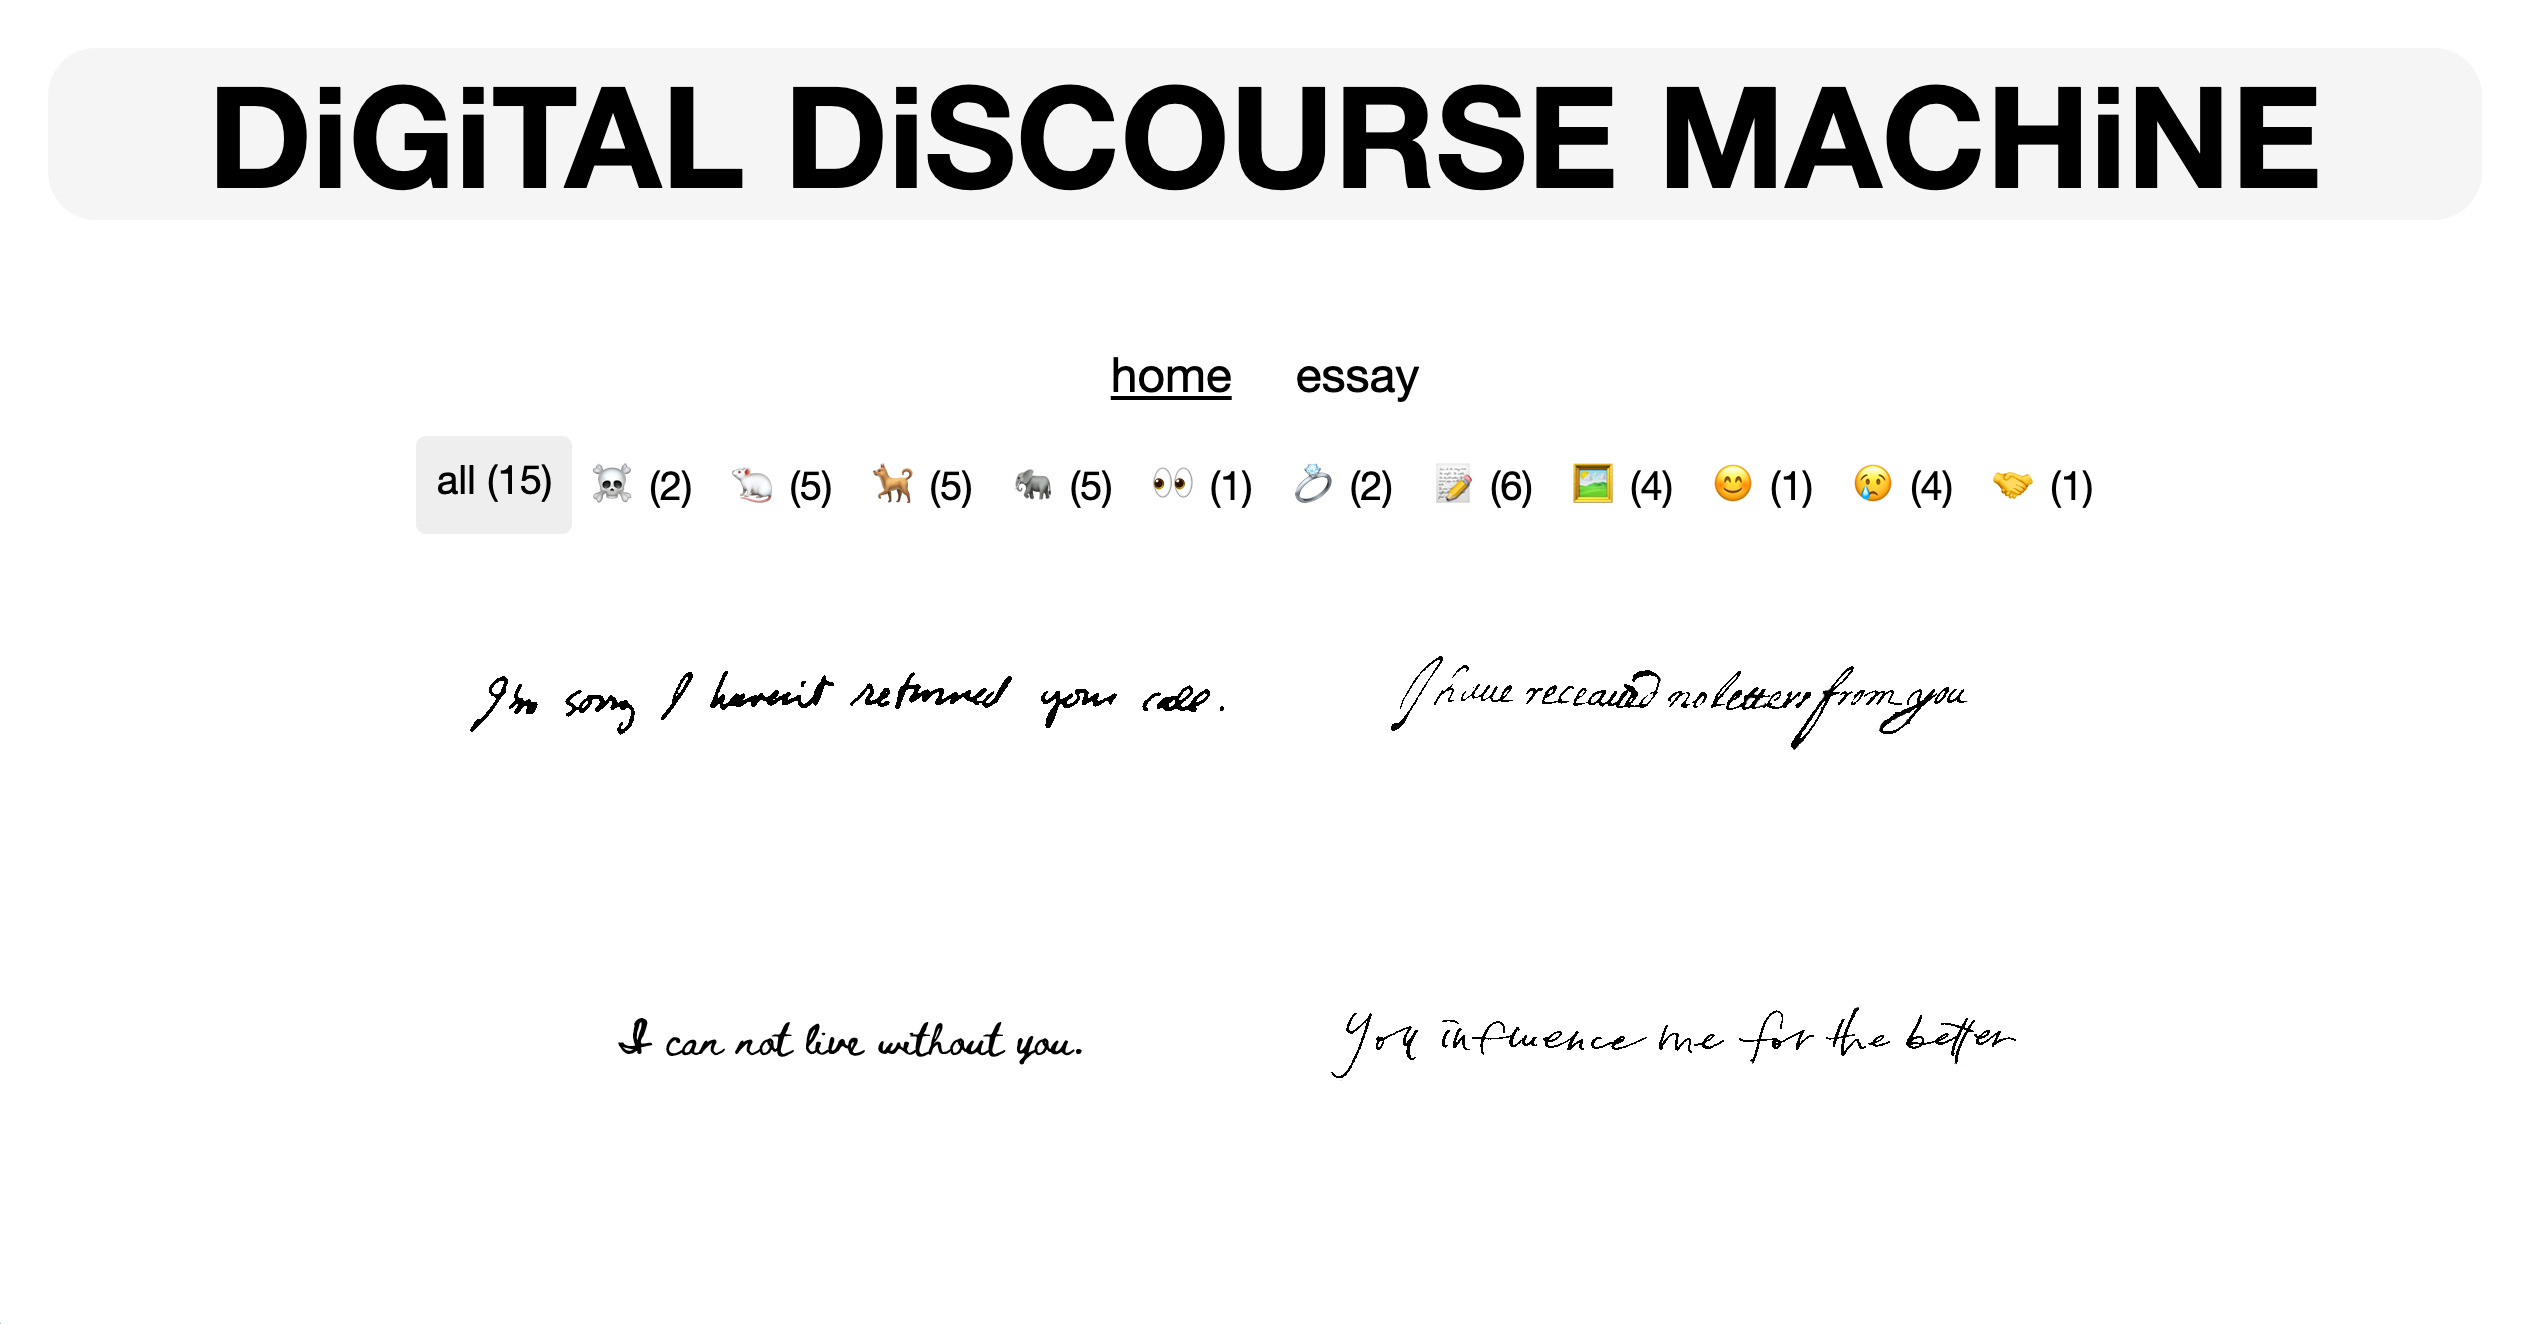 DiGiTAL DiSCOURSE MACHiNE
home essay
all (15) (2) (5) (5) (5) (1) (2) (6) (4) (1) (4) (1)
I'm sorry I haven't returned your call. I have receaued no letters from you
I can not live without you. You influence me for the better